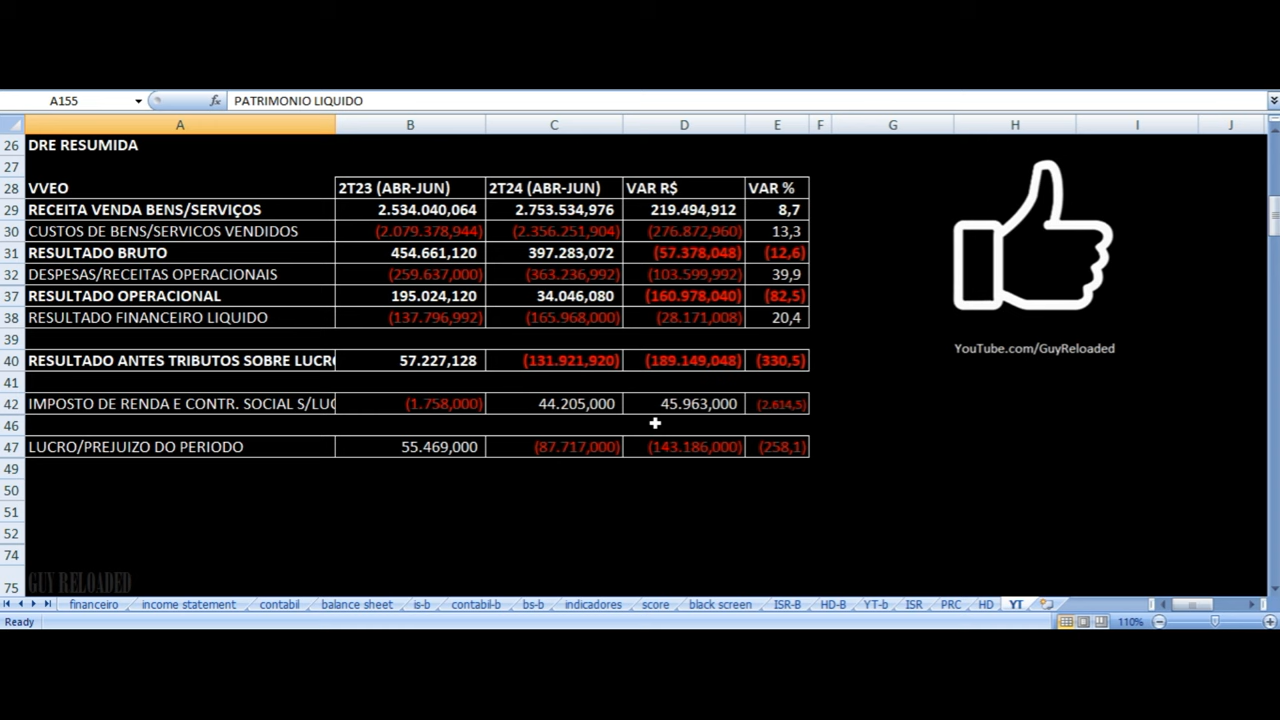 A155 fx PATRIMONIO LIQUIDO
A B C D E F G H I J
26 DRE RESUMIDA
27
28 VVEO 2T23 (ABR-JUN) 2T24 (ABR-JUN) VAR R$ VAR %
29 RECEITA VENDA BENS/SERVIÇOS 2.534.040,064 2.753.534,976 219.494,912 8,7
30 CUSTOS DE BENS/SERVICOS VENDIDOS (2.079.378,944) (2.356.251,904) (276.872,960) 13,3
31 RESULTADO BRUTO 454.661,120 397.283,072 (57.378,048) (12,6)
32 DESPESAS/RECEITAS OPERACIONAIS (259.637,000) (363.236,992) (103.599,992) 39,9
37 RESULTADO OPERACIONAL 195.024,120 34.046,080 (160.978,040) (82,5)
38 RESULTADO FINANCEIRO LIQUIDO (137.796,992) (165.968,000) (28.171,008) 20,4
39
40 RESULTADO ANTES TRIBUTOS SOBRE LUCR 57.227,128 (131.921,920) (189.149,048) (330,5)
41
42 IMPOSTO DE RENDA E CONTR. SOCIAL S/LUC (1.758,000) 44.205,000 45.963,000 (2.614,5)
46
47 LUCRO/PREJUIZO DO PERIODO 55.469,000 (87.717,000) (143.186,000) (258,1)
49
50
51
52
74
75
YouTube.com/GuyReloaded
GUY RELOADED
financeiro income statement contabil balance sheet is-b contabil-b bs-b indicadores score black screen ISR-B HD-B YT-b ISR PRC HD YT
Ready 110%